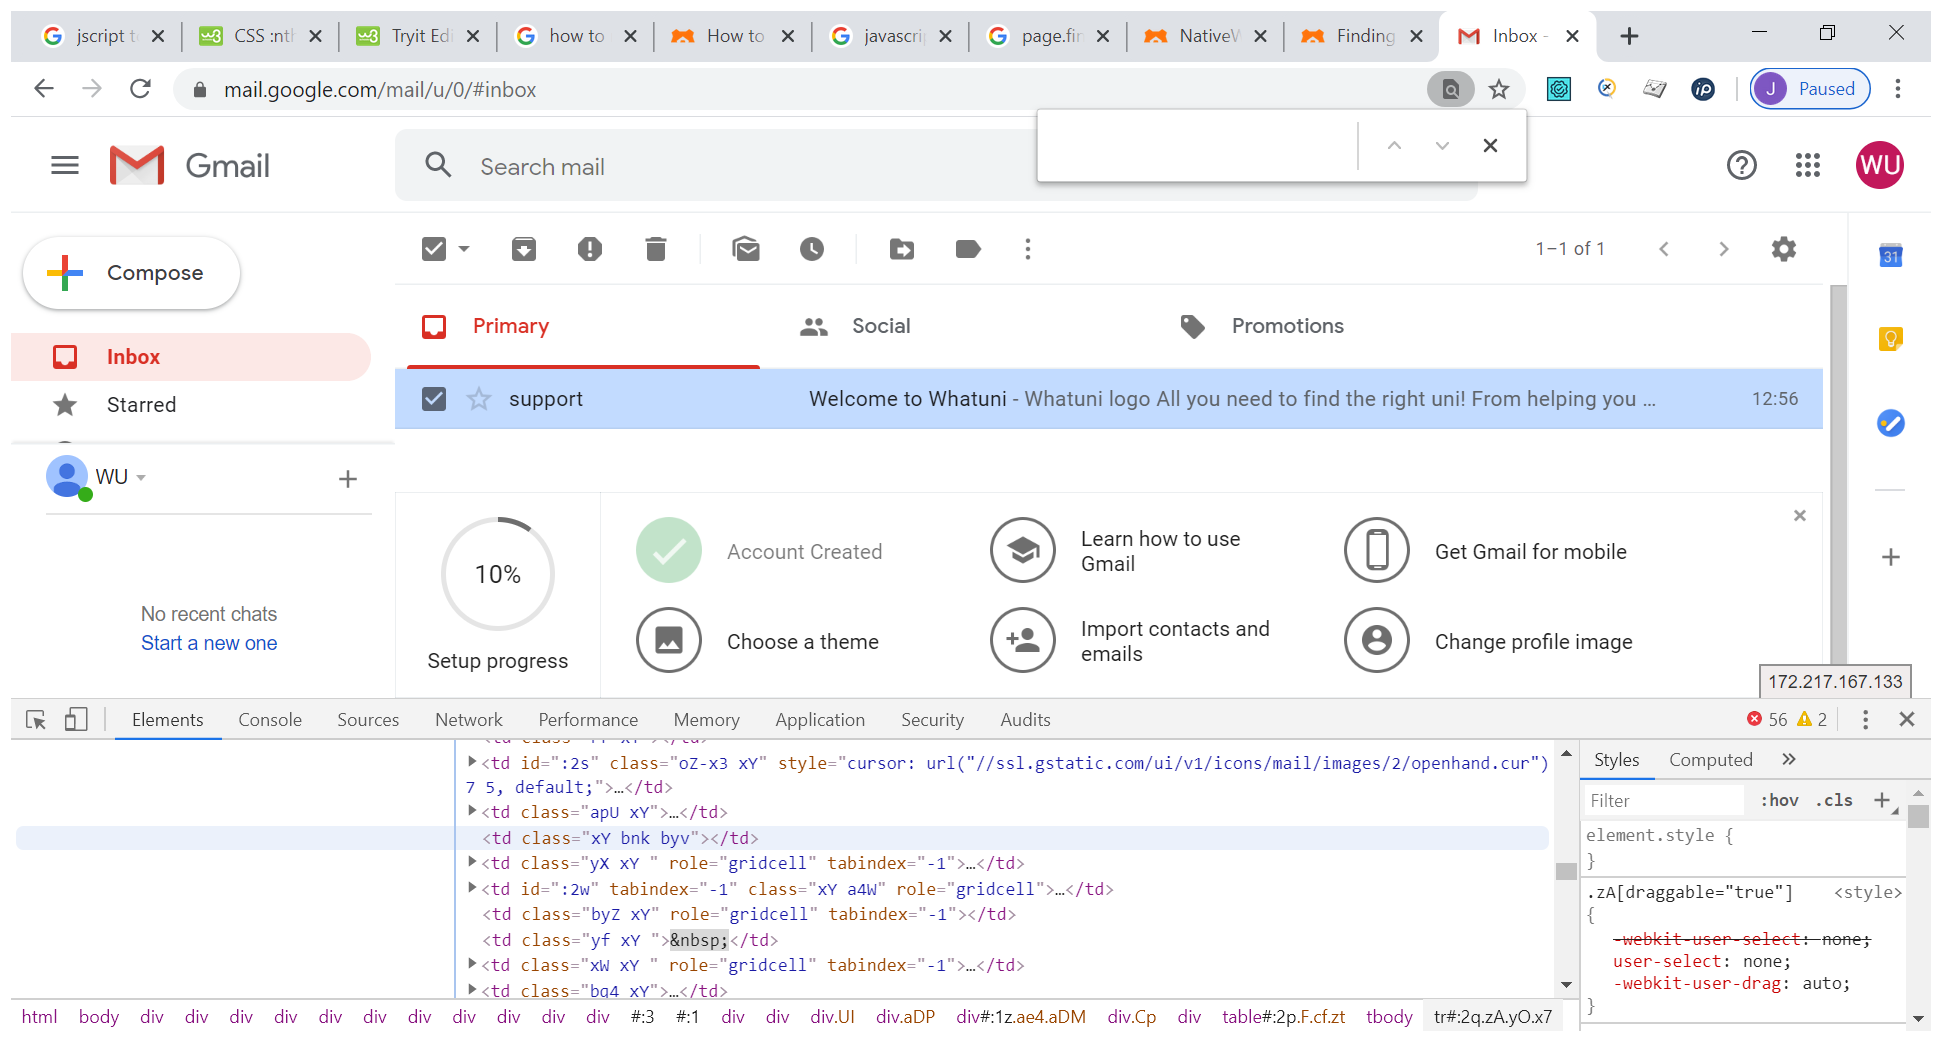 jscript t
CSS :nth
Tryit Edi
how to
How to
javascrip
page.fin
NativeW
Finding
Inbox -
mail.google.com/mail/u/0/#inbox
iP
J
Paused
Gmail
Search mail
WU
Compose
1–1 of 1
31
Primary
Social
Promotions
Inbox
support
Welcome to Whatuni - Whatuni logo All you need to find the right uni! From helping you ...
12:56
Starred
WU
10%
Setup progress
Account Created
Learn how to use
Gmail
Get Gmail for mobile
No recent chats
Start a new one
Choose a theme
Import contacts and
emails
Change profile image
172.217.167.133
Elements
Console
Sources
Network
Performance
Memory
Application
Security
Audits
56
2
<td id=":2s" class="oZ-x3 xY" style="cursor: url("//ssl.gstatic.com/ui/v1/icons/mail/images/2/openhand.cur")
7 5, default;">…</td>
<td class="apU xY">…</td>
<td class="xY bnk byv"></td>
<td class="yX xY " role="gridcell" tabindex="-1">…</td>
<td id=":2w" tabindex="-1" class="xY a4W" role="gridcell">…</td>
<td class="byZ xY" role="gridcell" tabindex="-1"></td>
<td class="yf xY ">&nbsp;</td>
<td class="xW xY " role="gridcell" tabindex="-1">…</td>
<td class="bq4 xY">…</td>
Styles
Computed
Filter
:hov
.cls
element.style {
}
.zA[draggable="true"]
<style>
{
-webkit-user-select: none;
user-select: none;
-webkit-user-drag: auto;
}
html body div div div div div div div div div div div #:3 #:1 div div div.UI div.aDP div#:1z.ae4.aDM div.Cp div table#:2p.F.cf.zt tbody tr#:2q.zA.yO.x7